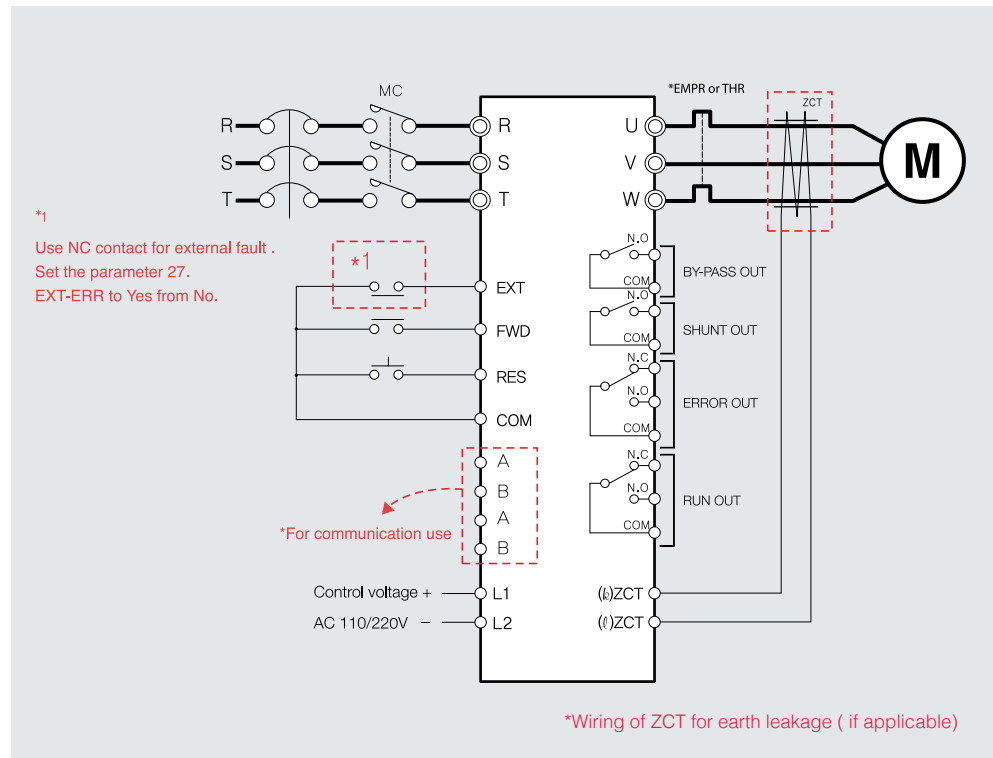 MC
*EMPR or THR
ZCT
R
R
U
S
S
V
M
T
T
W
*1
Use NC contact for external fault .
Set the parameter 27.
EXT-ERR to Yes from No.
*1
EXT
FWD
RES
COM
N.O
COM
BY-PASS OUT
N.O
COM
SHUNT OUT
N.C
N.O
COM
ERROR OUT
N.C
N.O
COM
RUN OUT
A
B
A
B
*For communication use
Control voltage +
L1
(k)ZCT
AC 110/220V −
L2
(ℓ)ZCT
*Wiring of ZCT for earth leakage ( if applicable)